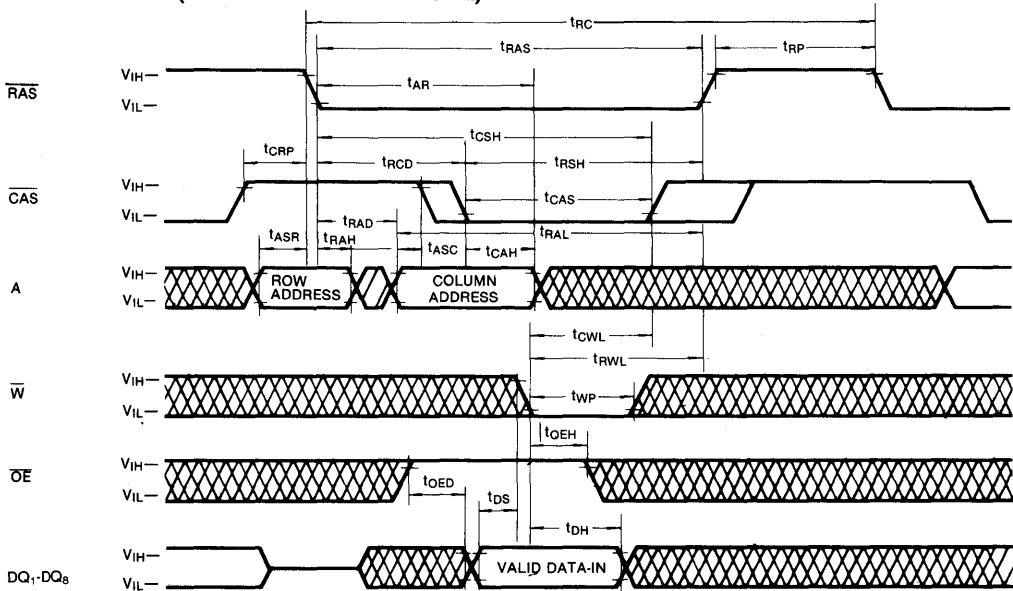 tRC
tRAS
tRP
RAS
VIH—
VIL—
tAR
tCSH
tCRP
tRCD
tRSH
CAS
VIH—
VIL—
tCAS
tRAD
tRAL
tASR
tRAH
tASC
tCAH
A
VIH—
VIL—
ROW
ADDRESS
COLUMN
ADDRESS
tCWL
tRWL
W
VIH—
VIL—
tWP
tOEH
OE
VIH—
VIL—
tOED
tDS
tDH
DQ1-DQ8
VIH—
VIL—
VALID DATA-IN